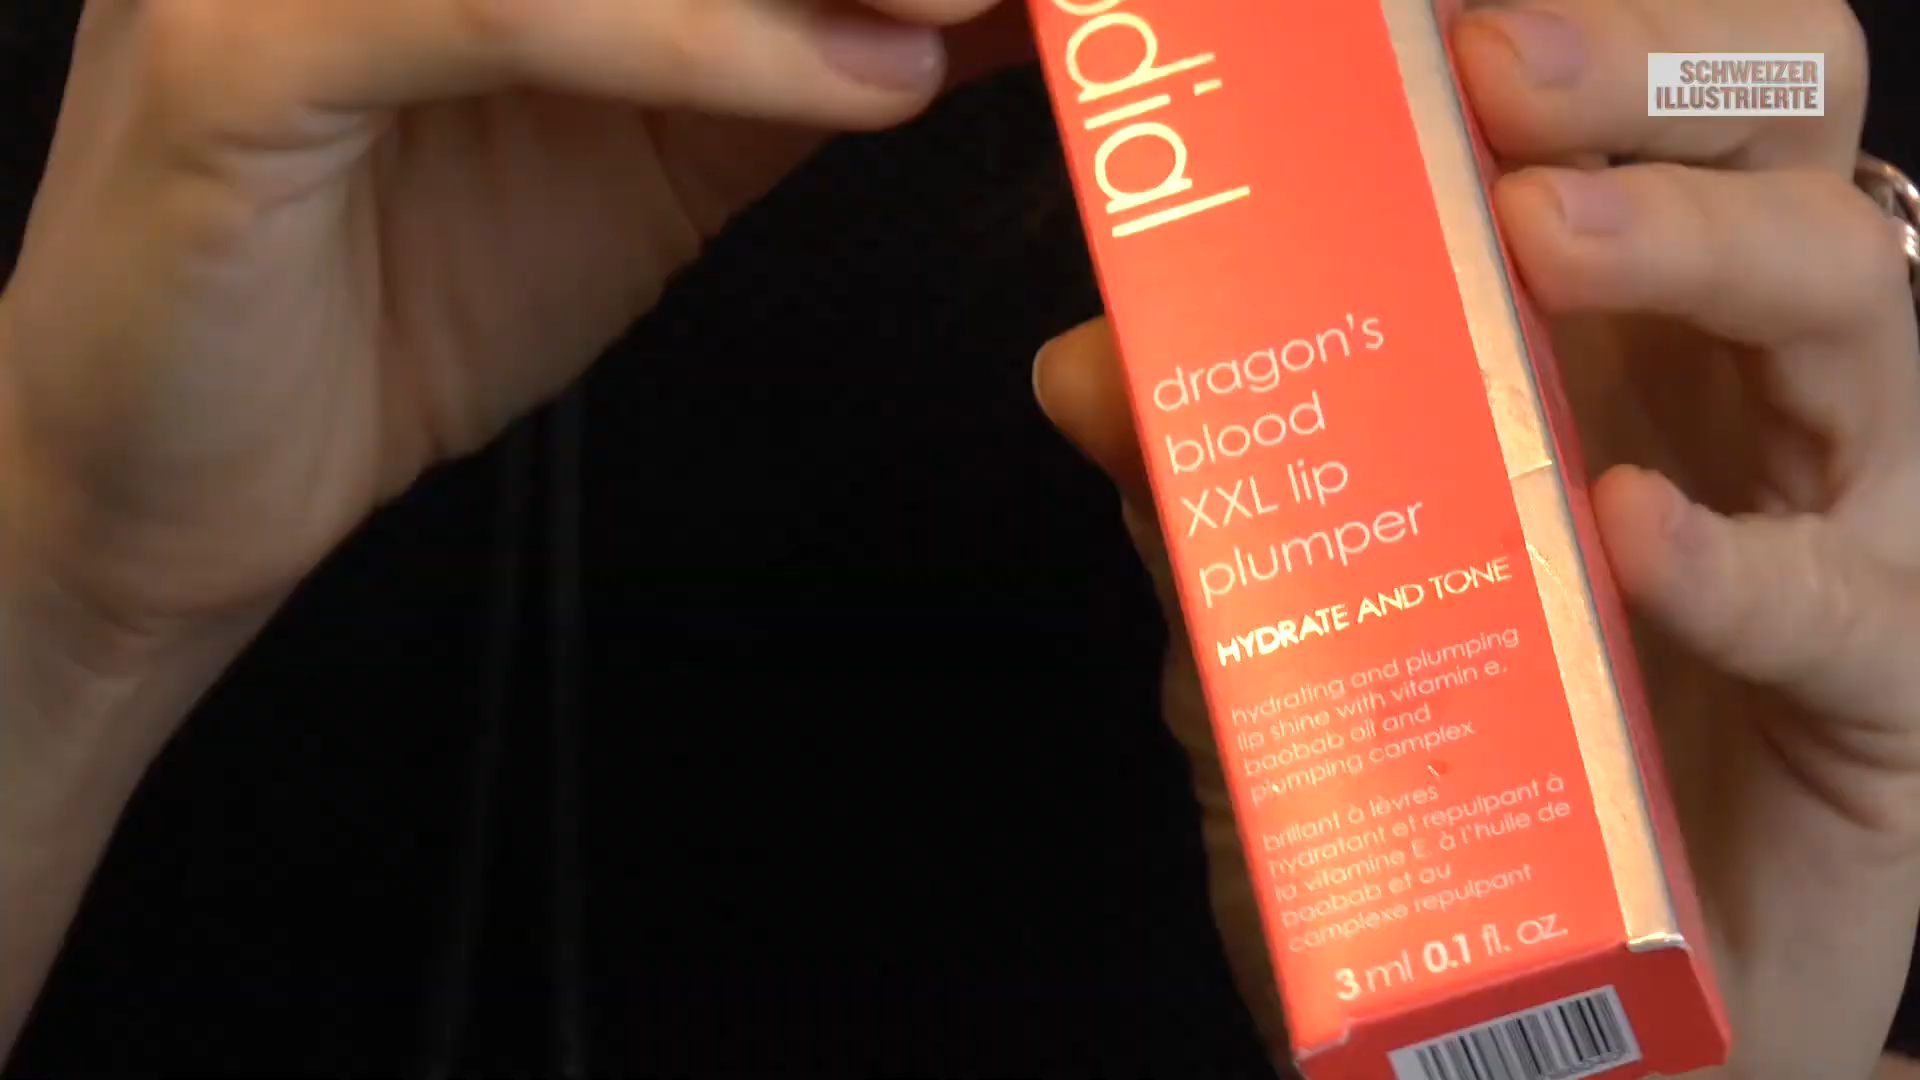 odial
SCHWEIZER
ILLUSTRIERTE
dragon's
blood
XXL lip
plumper
HYDRATE AND TONE
hydrating and plumping
lip shine with vitamin e,
baobab oil and
plumping complex
brillant à lèvres
hydratant et repulpant à
la vitamine E, à l'huile de
baobab et au
complexe repulpant
3 ml 0.1 fl. oz.